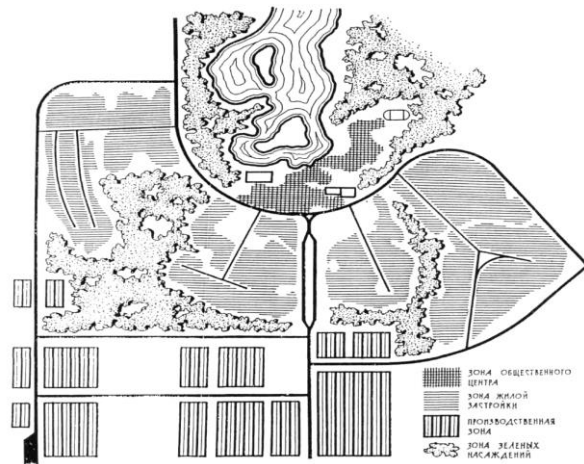 ЗОНА ОБЩЕСТВЕННОГО
ЦЕНТРА
ЗОНА ЖИЛОЙ
ЗАСТРОЙКИ
ПРОИЗВОДСТВЕННАЯ
ЗОНА
ЗОНА ЗЕЛЕНЫХ
НАСАЖДЕНИЙ